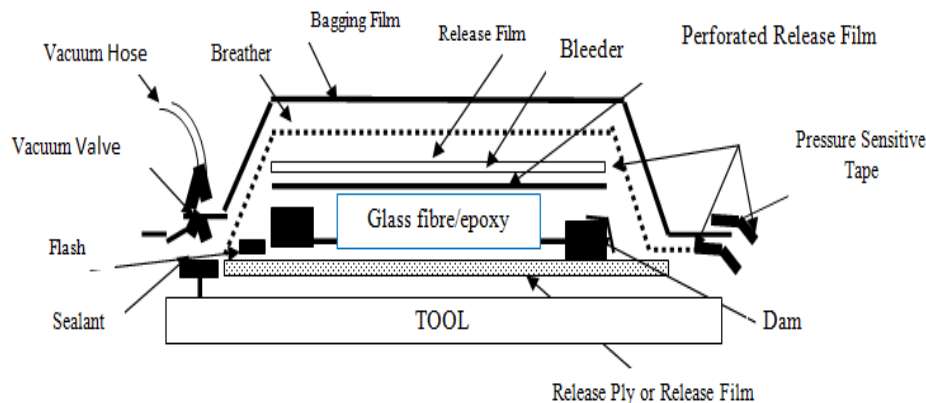 Bagging Film
Release Film
Perforated Release Film
Vacuum Hose
Breather
Bleeder
Vacuum Valve
Pressure Sensitive
Tape
Glass fibre/epoxy
Flash
Sealant
TOOL
Dam
Release Ply or Release Film